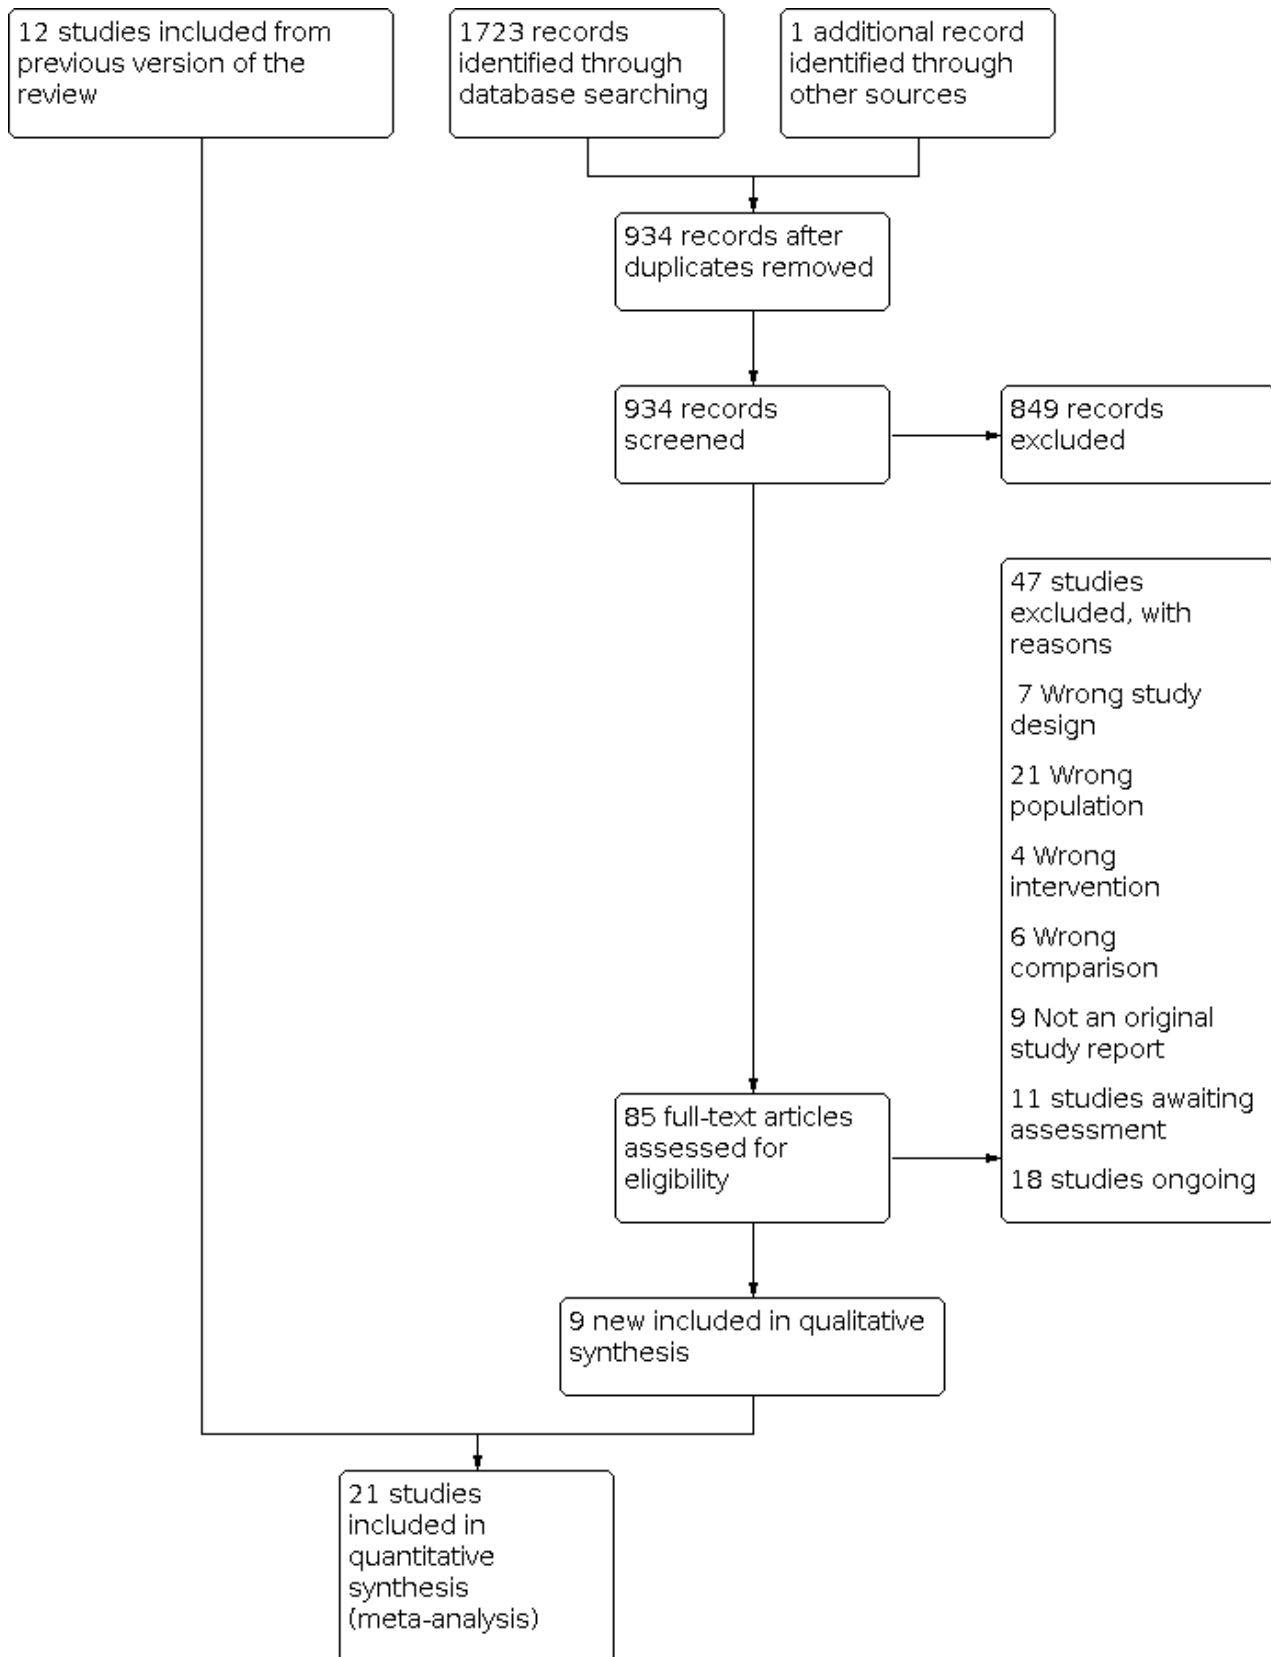 12 studies included from
previous version of the
review
1723 records
identified through
database searching
1 additional record
identified through
other sources
934 records after
duplicates removed
934 records
screened
849 records
excluded
47 studies
excluded, with
reasons
7 Wrong study
design
21 Wrong
population
4 Wrong
intervention
6 Wrong
comparison
9 Not an original
study report
11 studies awaiting
assessment
18 studies ongoing
85 full-text articles
assessed for
eligibility
9 new included in qualitative
synthesis
21 studies
included in
quantitative
synthesis
(meta-analysis)